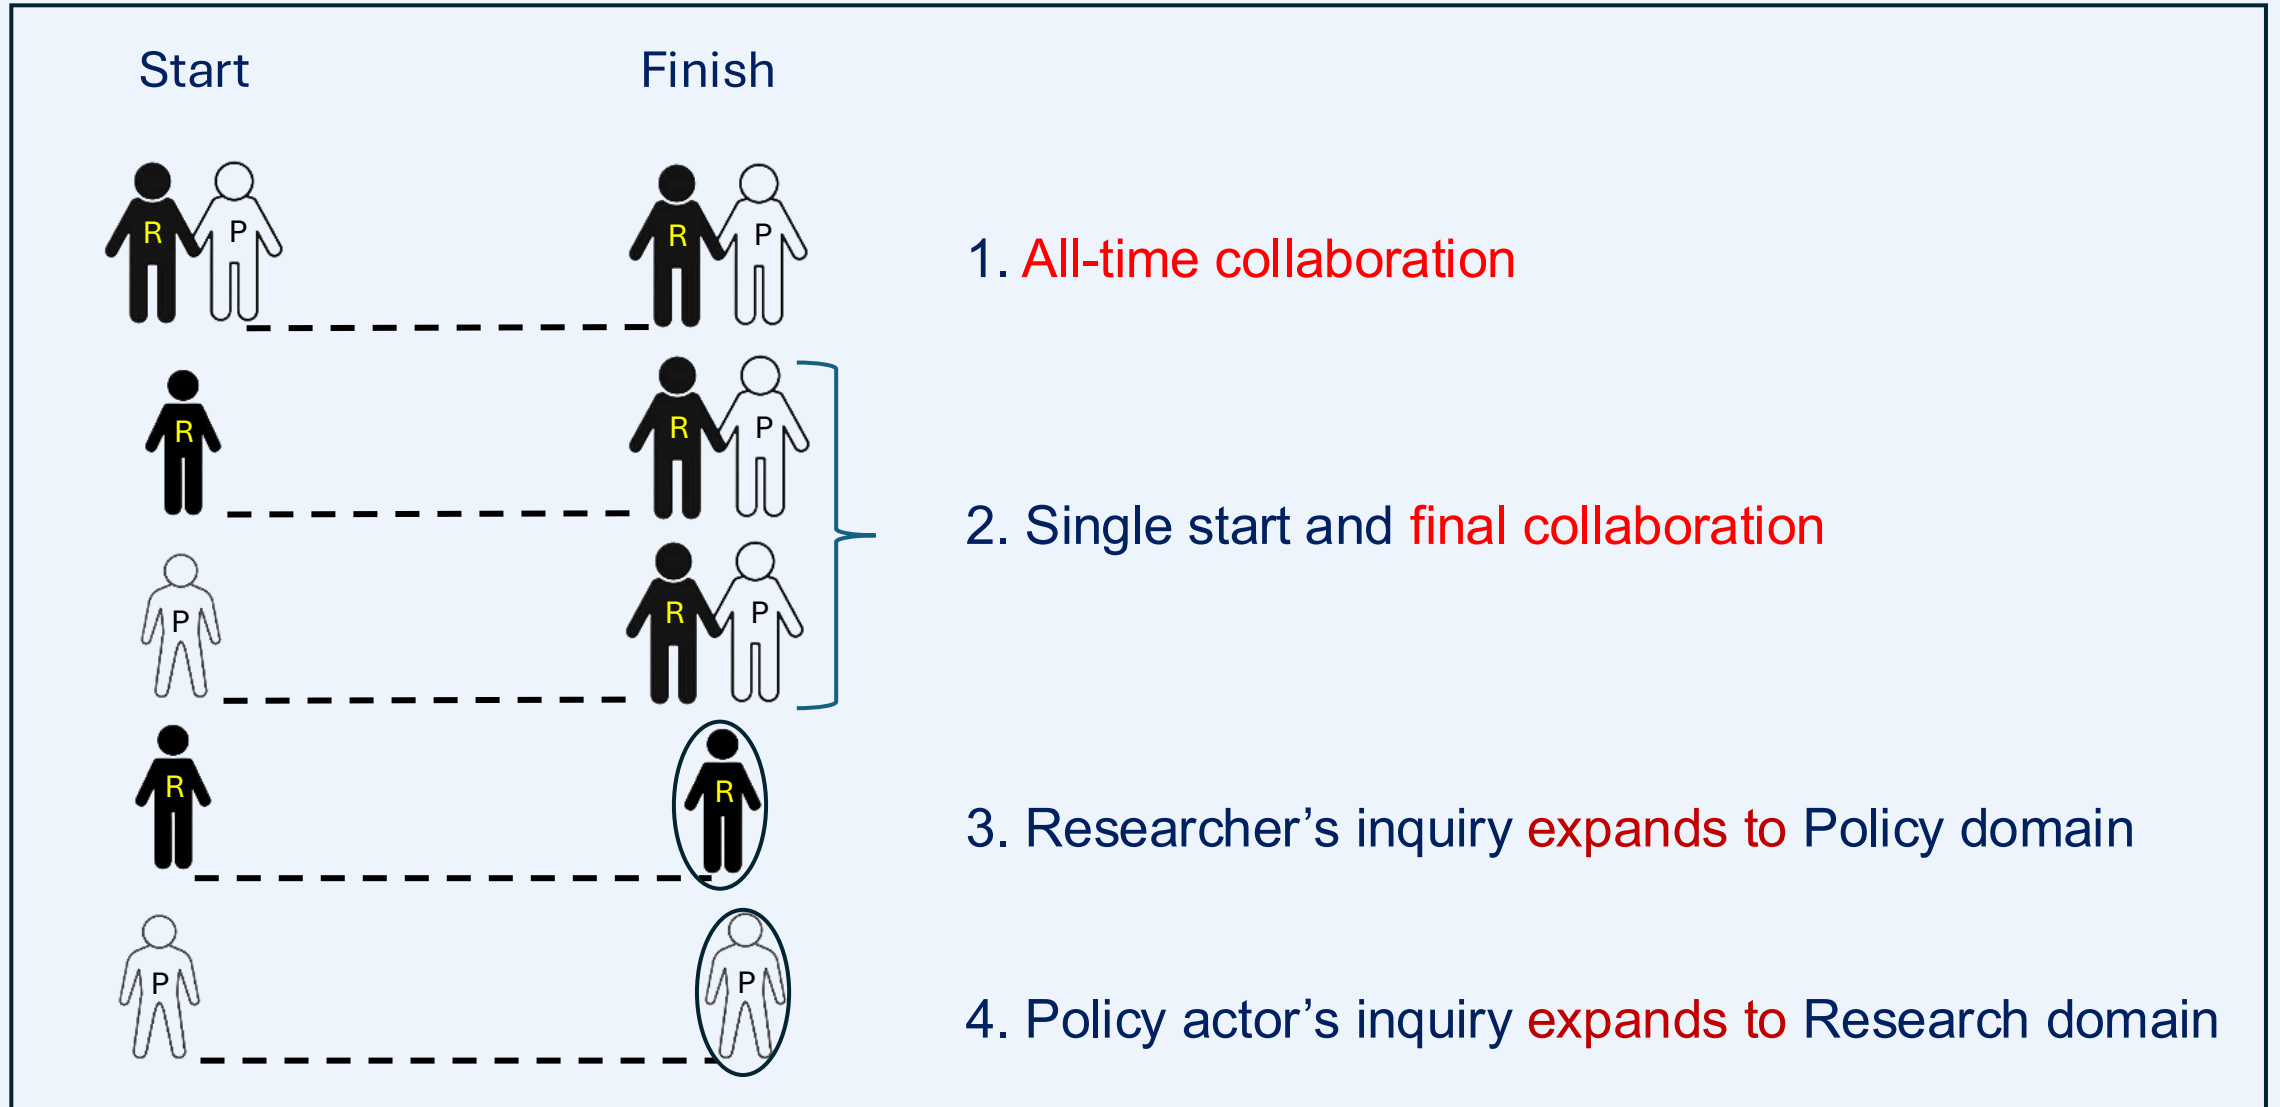 Start Finish
R P R P
1. All-time collaboration
R R P
2. Single start and final collaboration
P R P
R R
3. Researcher’s inquiry expands to Policy domain
P P
4. Policy actor’s inquiry expands to Research domain